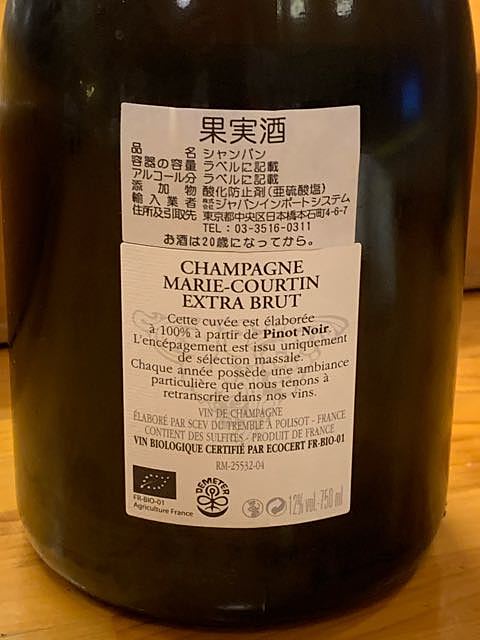 果実酒
品名 シャンパン
容器の容量 ラベルに記載
アルコール分 ラベルに記載
添加物 酸化防止剤(亜硫酸塩)
輸入業者 株式会社ジャパンインポートシステム
住所及引取先 東京都中央区日本橋本石町4-6-7
TEL:03-3516-0311
お酒は20歳になってから。
CHAMPAGNE
MARIE-COURTIN
EXTRA BRUT
Cette cuvée est élaborée
à 100% à partir de Pinot Noir.
L'encépagement est issu uniquement
de sélection massale.
Chaque année possède une ambiance
particulière que nous tenons à
retranscrire dans nos vins.
VIN DE CHAMPAGNE
ÉLABORÉ PAR SCEV DU TREMBLE À POLISOT - FRANCE
CONTIENT DES SULFITES - PRODUIT DE FRANCE
VIN BIOLOGIQUE CERTIFIÉ PAR ECOCERT FR-BIO-01
RM-25532-04
FR-BIO-01
Agriculture France
DEMETER
12% vol.-750 ml